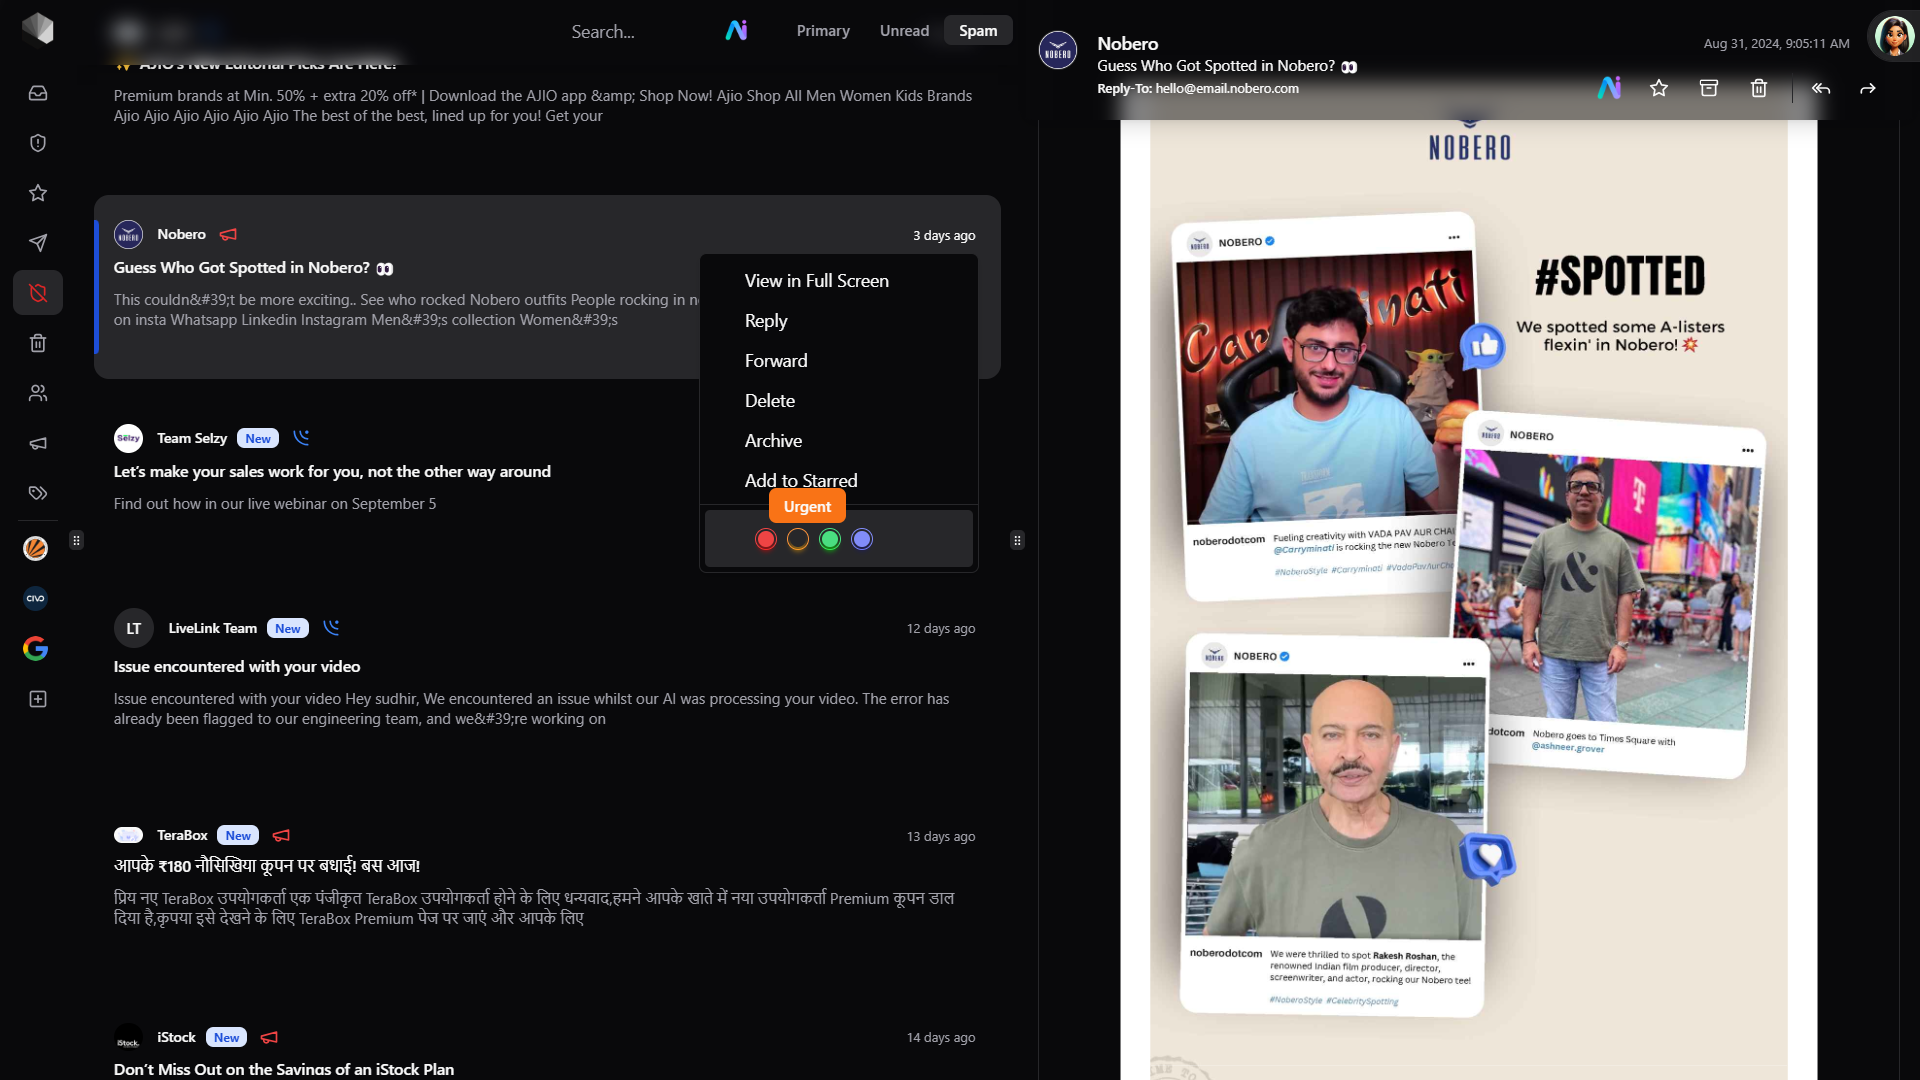 Search...
Primary
Unread
Spam
✨ AJIO's New Editorial Picks Are Here!
Premium brands at Min. 50% + extra 20% off* | Download the AJIO app &amp; Shop Now! Ajio Shop All Men Women Kids Brands
Ajio Ajio Ajio Ajio Ajio Ajio The best of the best, lined up for you! Get your
NOBERO
Nobero
3 days ago
Guess Who Got Spotted in Nobero? 👀
This couldn&#39;t be more exciting.. See who rocked Nobero outfits People rocking in n
on insta Whatsapp Linkedin Instagram Men&#39;s collection Women&#39;s
View in Full Screen
Reply
Forward
Delete
Archive
Add to Starred
Urgent
Selzy
Team Selzy
New
Let's make your sales work for you, not the other way around
Find out how in our live webinar on September 5
CIVO
LT
LiveLink Team
New
12 days ago
Issue encountered with your video
Issue encountered with your video Hey sudhir, We encountered an issue whilst our AI was processing your video. The error has
already been flagged to our engineering team, and we&#39;re working on
TeraBox
New
13 days ago
आपके ₹180 नौसिखिया कूपन पर बधाई! बस आज!
प्रिय नए TeraBox उपयोगकर्ता एक पंजीकृत TeraBox उपयोगकर्ता होने के लिए धन्यवाद,हमने आपके खाते में नया उपयोगकर्ता Premium कूपन डाल
दिया है,कृपया इसे देखने के लिए TeraBox Premium पेज पर जाएं और आपके लिए
iStock.
iStock
New
14 days ago
Don't Miss Out on the Savings of an iStock Plan
NOBERO
Nobero
Aug 31, 2024, 9:05:11 AM
Guess Who Got Spotted in Nobero? 👀
Reply-To: hello@email.nobero.com
NOBERO
NOBERO
NOBERO
Carryminati
#SPOTTED
We spotted some A-listers
flexin' in Nobero! 💥
noberodotcom Fueling creativity with VADA PAV AUR
@Carryminati is rocking the new Nobero
#NoberoStyle #Carryminati
NOBERO
NOBERO
T
&
dotcom Nobero goes to Times Square with
@ashneer.grover
NOBERO
NOBERO
noberodotcom We were thrilled to spot Rakesh Roshan, the
renowned Indian film producer, director,
screenwriter, and actor, rocking our Nobero tee!
#NoberoStyle #CelebritySpotting